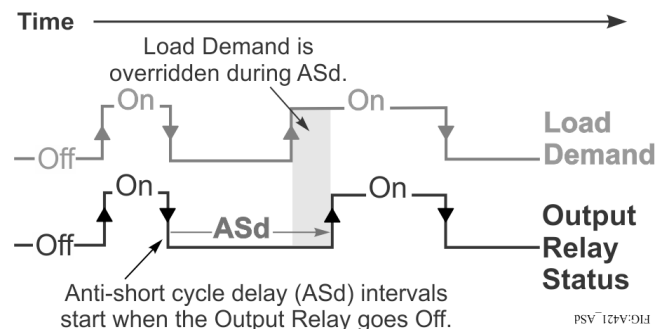 Time
Load Demand is
overridden during ASd.
On
On
Off
Load
Demand
On
On
ASd
Off
Output
Relay
Status
Anti-short cycle delay (ASd) intervals
start when the Output Relay goes Off.
FIG:A421_ASd